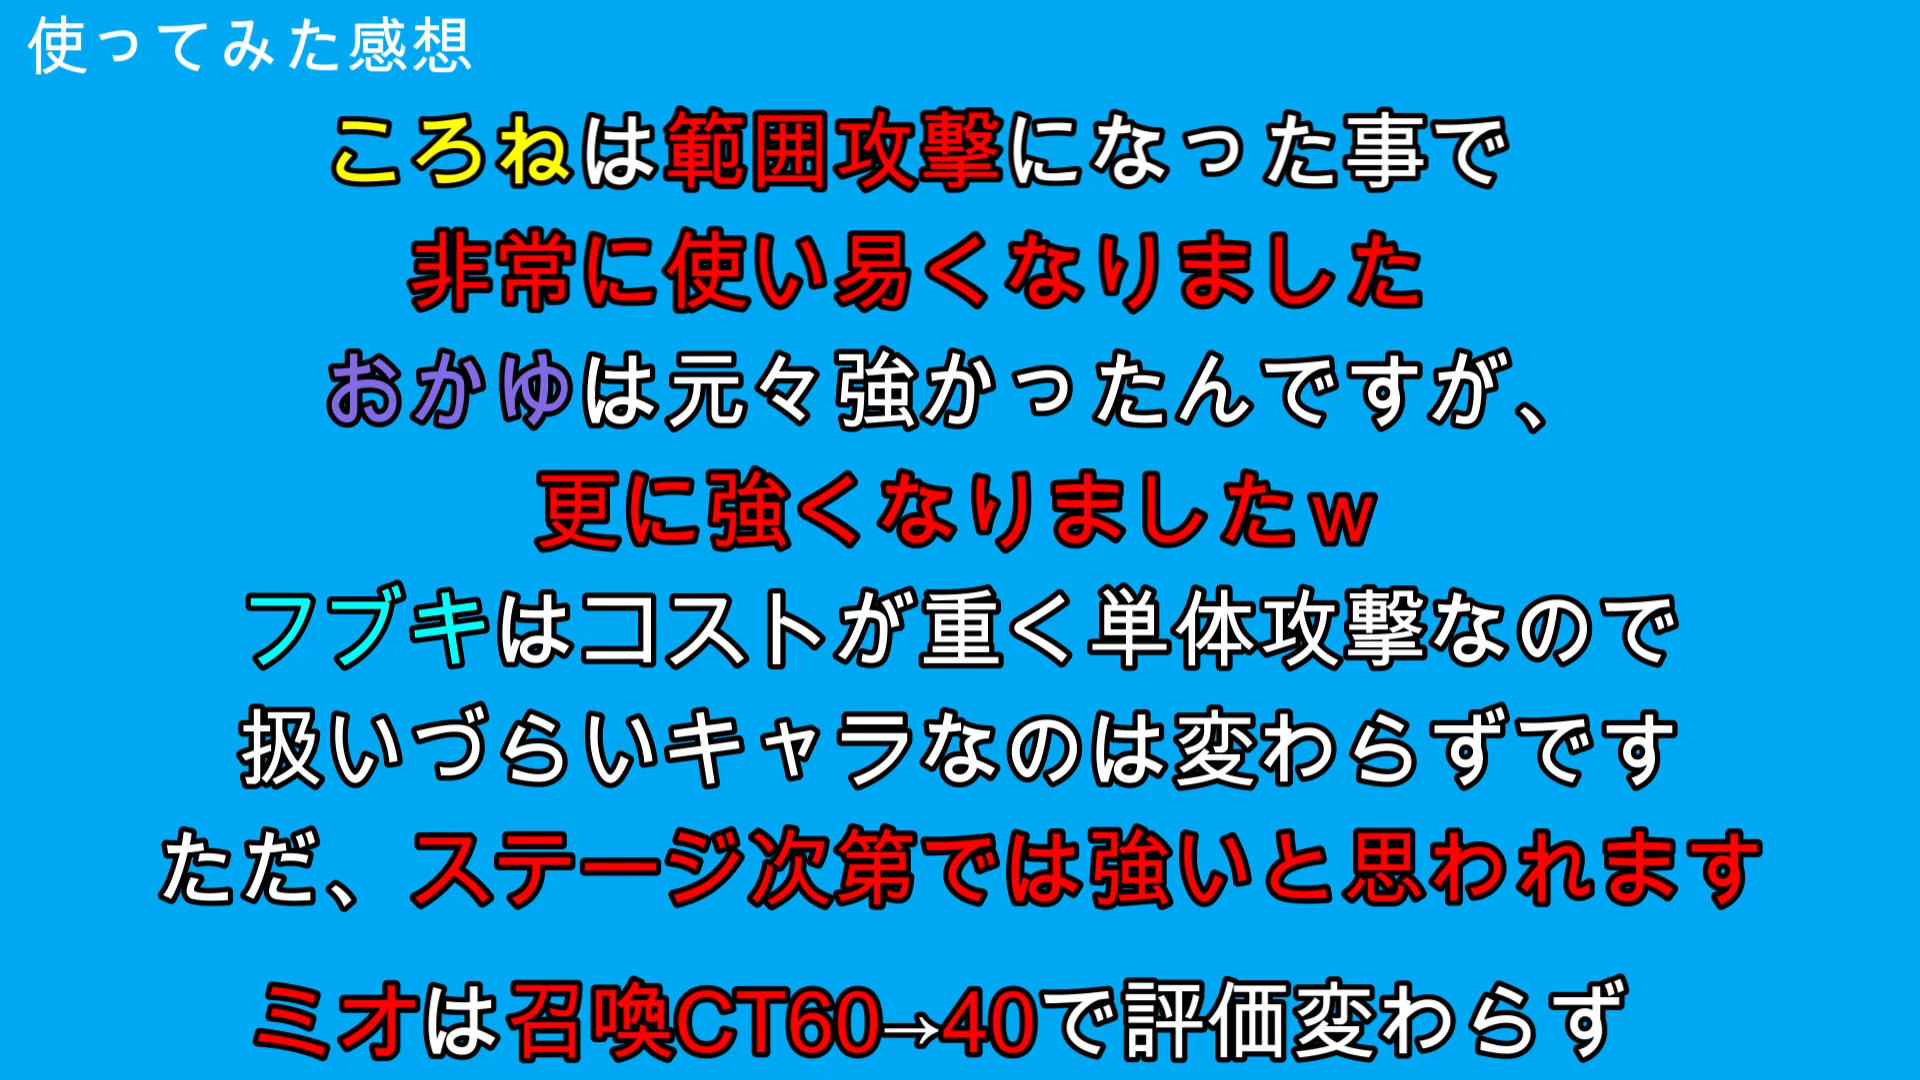 使ってみた感想
ころねは範囲攻撃になった事で
非常に使い易くなりました
おかゆは元々強かったんですが、
更に強くなりましたｗ
フブキはコストが重く単体攻撃なので
扱いづらいキャラなのは変わらずです
ただ、ステージ次第では強いと思われます
ミオは召喚CT60→40で評価変わらず